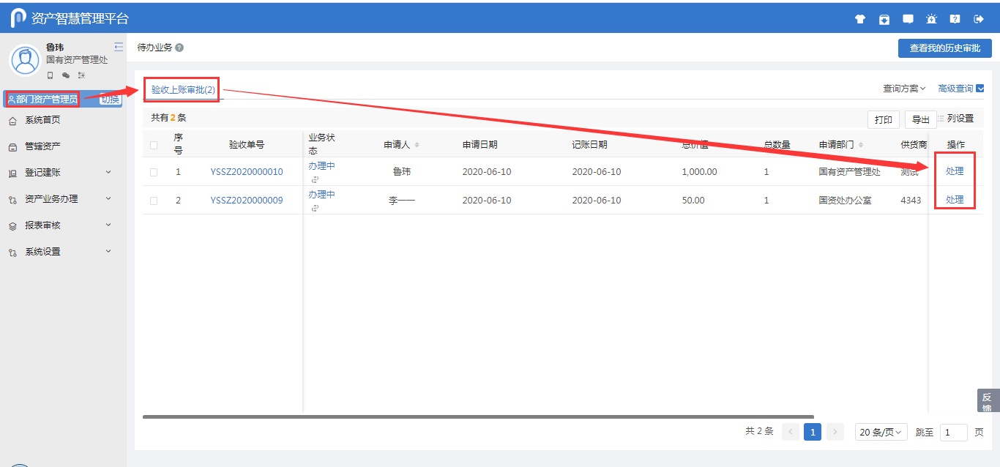 资产智慧管理平台
鲁玮
国有资产管理处
部门资产管理员 切换
系统首页
管辖资产
登记建账
资产业务办理
报表审核
系统设置
待办业务
查看我的历史审批
验收上账审批(2)
查询方案 高级查询
共有 2 条
打印 导出 列设置
序号 验收单号 业务状态 申请人 申请日期 记账日期 总价值 总数量 申请部门 供货商 操作
1 YSSZ2020000010 办理中 鲁玮 2020-06-10 2020-06-10 1,000.00 1 国有资产管理处 测试 处理
2 YSSZ2020000009 办理中 李一一 2020-06-10 2020-06-10 50.00 1 国资处办公室 4343 处理
反馈
共 2 条 < 1 > 20 条/页 跳至 1 页